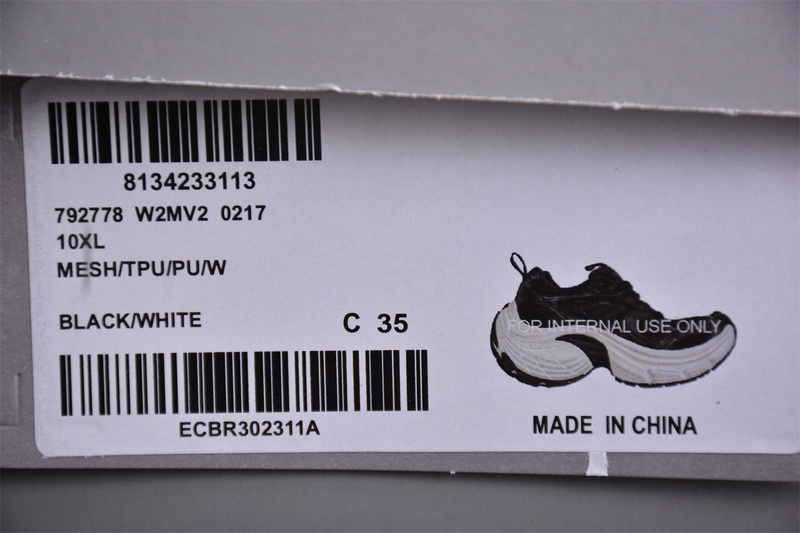 8134233113
792778 W2MV2 0217
10XL
MESH/TPU/PU/W
BLACK/WHITE C 35
FOR INTERNAL USE ONLY
ECBR302311A
MADE IN CHINA